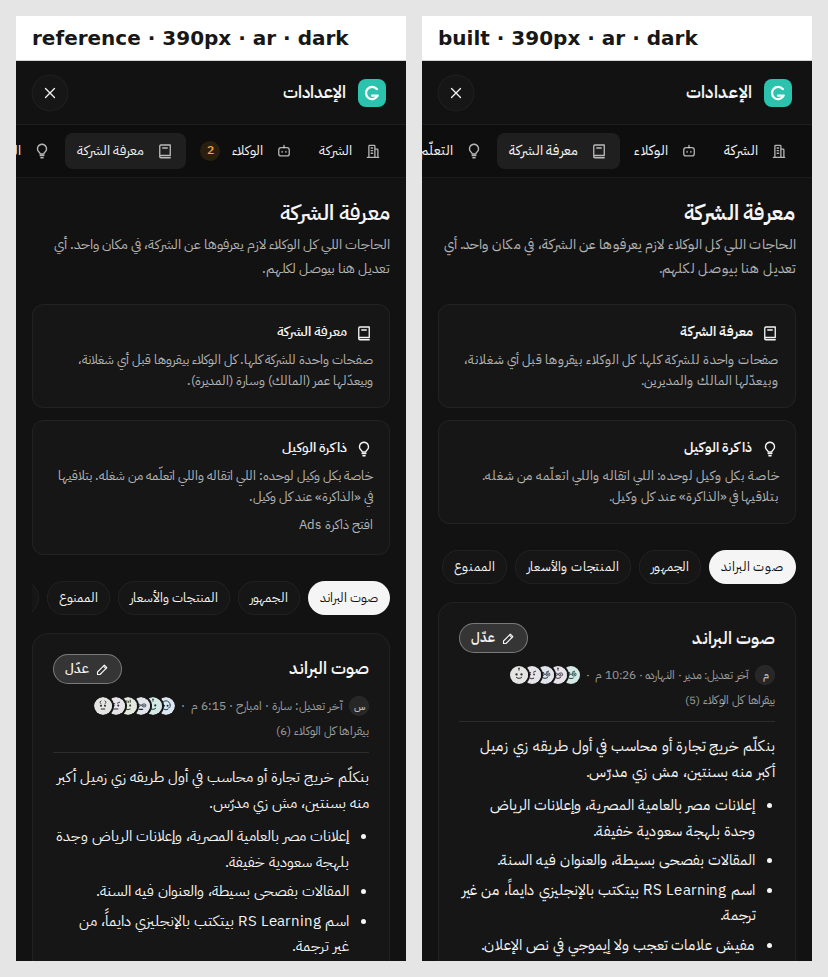 reference · 390px · ar · dark
الإعدادات
الشركة
الوكلاء 2
معرفة الشركة
معرفة الشركة
الحاجات اللي كل الوكلاء لازم يعرفوها عن الشركة، في مكان واحد. أي
تعديل هنا بيوصل لكلهم.
معرفة الشركة
صفحات واحدة للشركة كلها. كل الوكلاء بيقروها قبل أي شغلانة،
وبيعدّلها عمر (المالك) وسارة (المديرة).
ذاكرة الوكيل
خاصة بكل وكيل لوحده: اللي اتقاله واللي اتعلّمه من شغله. بتلاقيها
في «الذاكرة» عند كل وكيل.
افتح ذاكرة Ads
صوت البراند
الجمهور
المنتجات والأسعار
الممنوع
صوت البراند
عدّل
س آخر تعديل: سارة · امبارح · 6:15 م ·
بيقراها كل الوكلاء (6)
بنكلّم خريج تجارة أو محاسب في أول طريقه زي زميل أكبر
منه بسنتين، مش زي مدرّس.
• إعلانات مصر بالعامية المصرية، وإعلانات الرياض وجدة
بلهجة سعودية خفيفة.
• المقالات بفصحى بسيطة، والعنوان فيه السنة.
• اسم RS Learning بيتكتب بالإنجليزي دايماً، من
غير ترجمة.
built · 390px · ar · dark
الإعدادات
الشركة
الوكلاء
معرفة الشركة
التعلّم
معرفة الشركة
الحاجات اللي كل الوكلاء لازم يعرفوها عن الشركة، في مكان واحد. أي
تعديل هنا بيوصل لكلهم.
معرفة الشركة
صفحات واحدة للشركة كلها. كل الوكلاء بيقروها قبل أي شغلانة،
وبيعدّلها المالك والمديرين.
ذاكرة الوكيل
خاصة بكل وكيل لوحده: اللي اتقاله واللي اتعلّمه من شغله.
بتلاقيها في «الذاكرة» عند كل وكيل.
صوت البراند
الجمهور
المنتجات والأسعار
الممنوع
صوت البراند
عدّل
م آخر تعديل: مدير · النهارده · 10:26 م ·
بيقراها كل الوكلاء (5)
بنكلّم خريج تجارة أو محاسب في أول طريقه زي زميل
أكبر منه بسنتين، مش زي مدرّس.
• إعلانات مصر بالعامية المصرية، وإعلانات الرياض
وجدة بلهجة سعودية خفيفة.
• المقالات بفصحى بسيطة، والعنوان فيه السنة.
• اسم RS Learning بيتكتب بالإنجليزي دايماً، من غير
ترجمة.
• مفيش علامات تعجب ولا إيموجي في نص الإعلان.